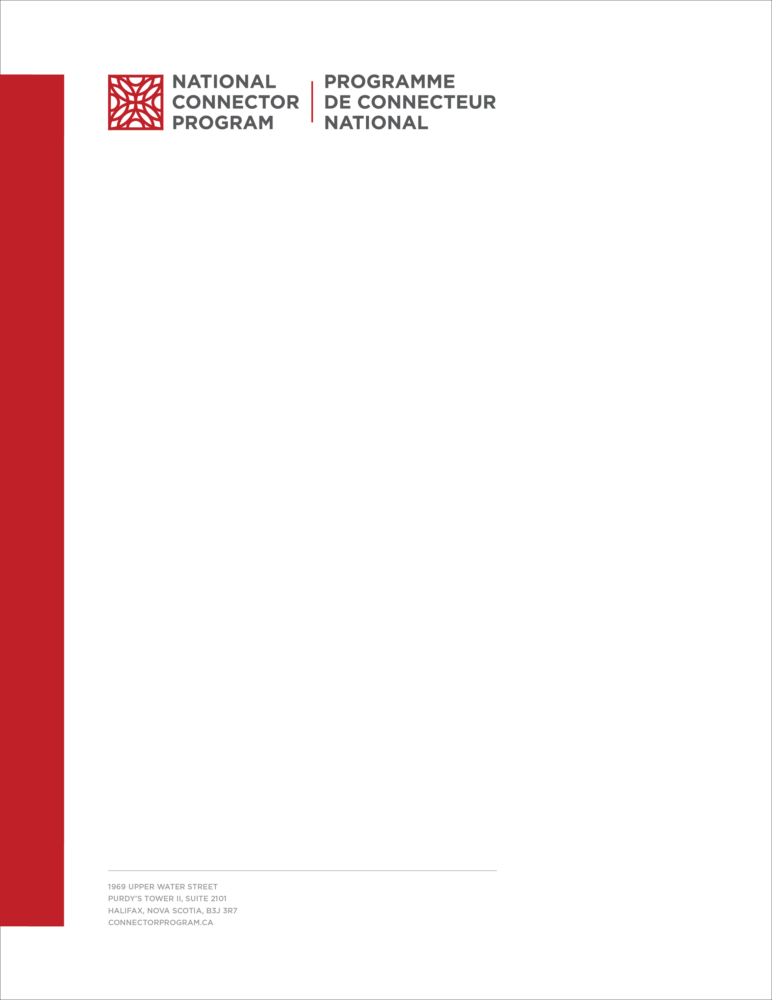 NATIONAL
CONNECTOR
PROGRAM
PROGRAMME
DE CONNECTEUR
NATIONAL
1969 UPPER WATER STREET
PURDY’S TOWER II, SUITE 2101
HALIFAX, NOVA SCOTIA, B3J 3R7
CONNECTORPROGRAM.CA